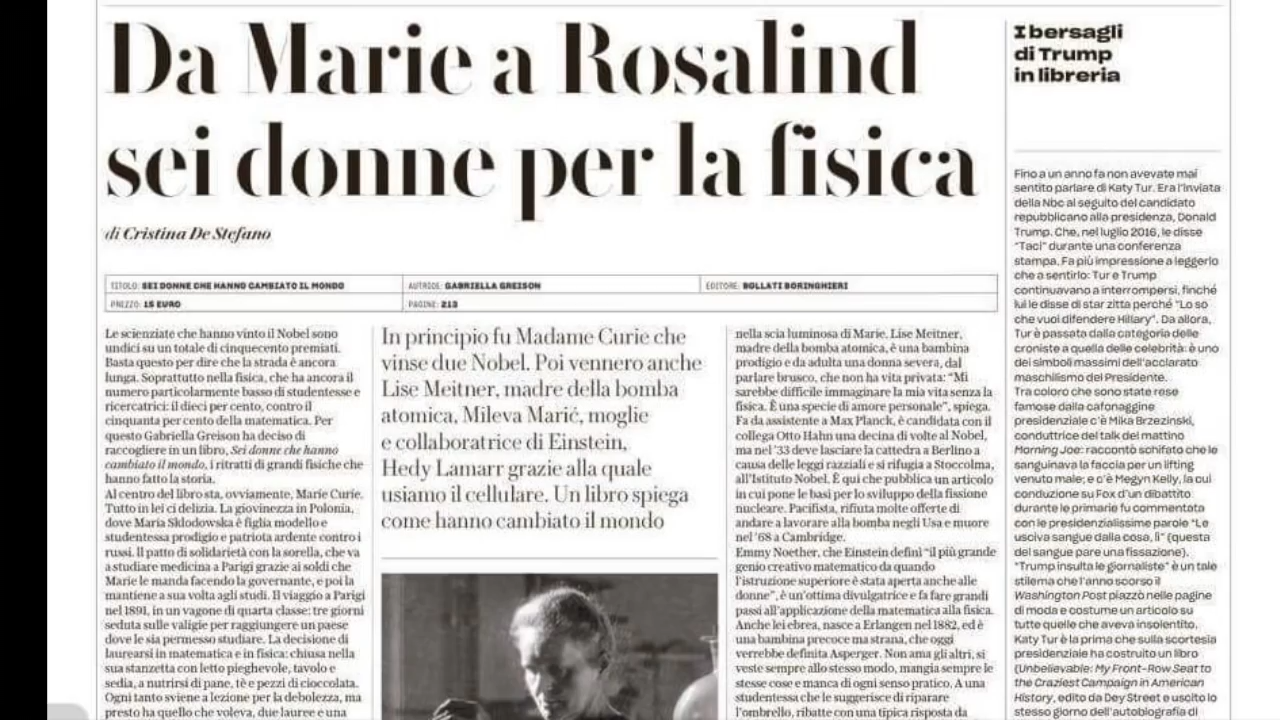 Da Marie a Rosalind
sei donne per la fisica
di Cristina De Stefano
TITOLO: SEI DONNE CHE HANNO CAMBIATO IL MONDO
AUTRICE: GABRIELLA GREISON
EDITORE: BOLLATI BORINGHIERI
PREZZO: 15 EURO
PAGINE: 213
Le scienziate che hanno vinto il Nobel sono
undici su un totale di cinquecento premiati.
Basta questo per dire che la strada è ancora
lunga. Soprattutto nella fisica, che ha ancora il
numero particolarmente basso di studentesse e
ricercatrici: il dieci per cento, contro il
cinquanta per cento della matematica. Per
questo Gabriella Greison ha deciso di
raccogliere in un libro, Sei donne che hanno
cambiato il mondo, i ritratti di grandi fisiche che
hanno fatto la storia.
Al centro del libro sta, ovviamente, Marie Curie.
Tutto in lei ci delizia. La giovinezza in Polonia,
dove Maria Skłodowska è figlia modello e
studentessa prodigio e patriota ardente contro i
russi. Il patto di solidarietà con la sorella, che va
a studiare medicina a Parigi grazie ai soldi che
Marie le manda facendo la governante, e poi la
mantiene a sua volta agli studi. Il viaggio a Parigi
nel 1891, in un vagone di quarta classe: tre giorni
seduta sulle valigie per raggiungere un paese
dove le sia permesso studiare. La decisione di
laurearsi in matematica e in fisica: chiusa nella
sua stanzetta con letto pieghevole, tavolo e
sedia, a nutrirsi di pane, tè e pezzi di cioccolata.
Ogni tanto sviene a lezione per la debolezza, ma
presto ha quello che voleva, due lauree e una
In principio fu Madame Curie che
vinse due Nobel. Poi vennero anche
Lise Meitner, madre della bomba
atomica, Mileva Marić, moglie
e collaboratrice di Einstein,
Hedy Lamarr grazie alla quale
usiamo il cellulare. Un libro spiega
come hanno cambiato il mondo
nella scia luminosa di Marie. Lise Meitner,
madre della bomba atomica, è una bambina
prodigio e da adulta una donna severa, dal
parlare brusco, che non ha vita privata: “Mi
sarebbe difficile immaginare la mia vita senza la
fisica. È una specie di amore personale”, spiega.
Fa da assistente a Max Planck, è candidata con il
collega Otto Hahn una decina di volte al Nobel,
ma nel '33 deve lasciare la cattedra a Berlino a
causa delle leggi razziali e si rifugia a Stoccolma,
all'Istituto Nobel. È qui che pubblica un articolo
in cui pone le basi per lo sviluppo della fissione
nucleare. Pacifista, rifiuta molte offerte di
andare a lavorare alla bomba negli Usa e muore
nel '68 a Cambridge.
Emmy Noether, che Einstein definì “il più grande
genio creativo matematico da quando
l'istruzione superiore è stata aperta anche alle
donne”, è un'ottima divulgatrice e fa fare grandi
passi all'applicazione della matematica alla fisica.
Anche lei ebrea, nasce a Erlangen nel 1882, ed è
una bambina precoce ma strana, che oggi
verrebbe definita Asperger. Non ama gli altri, si
veste sempre allo stesso modo, mangia sempre le
stesse cose e manca di ogni senso pratico. A una
studentessa che le suggerisce di riparare
l'ombrello, ribatte con una tipica risposta da
I bersagli
di Trump
in libreria
Fino a un anno fa non avevate mai
sentito parlare di Katy Tur. Era l'inviata
della Nbc al seguito del candidato
repubblicano alla presidenza, Donald
Trump. Che, nel luglio 2016, le disse
“Taci” durante una conferenza
stampa. Fa più impressione a leggerlo
che a sentirlo: Tur e Trump
continuavano a interrompersi, finché
lui le disse di star zitta perché “Lo so
che vuoi difendere Hillary”. Da allora,
Tur è passata dalla categoria delle
croniste a quella delle celebrità: è uno
dei simboli massimi dell'acclarato
maschilismo del Presidente.
Tra coloro che sono state rese
famose dalla cafonaggine
presidenziale c'è Mika Brzezinski,
conduttrice del talk del mattino
Morning Joe: raccontò schifato che le
sanguinava la faccia per un lifting
venuto male; e c'è Megyn Kelly, la cui
conduzione su Fox d'un dibattito
durante le primarie fu commentata
con le presidenzialissime parole “Le
usciva sangue dalla cosa, lì” (questa
del sangue pare una fissazione).
“Trump insulta le giornaliste” è un tale
stilema che l'anno scorso il
Washington Post piazzò nelle pagine
di moda e costume un articolo su
tutte quelle che aveva insolentito.
Katy Tur è la prima che sulla scortesia
presidenziale ha costruito un libro
(Unbelievable: My Front-Row Seat to
the Craziest Campaign in American
History, edito da Dey Street e uscito lo
stesso giorno dell'autobiografia di